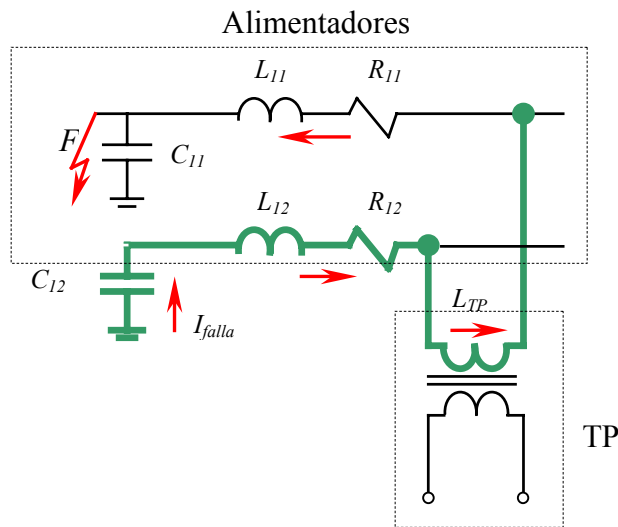 Alimentadores
L11
R11
F
C11
L12
R12
C12
Ifalla
LTP
TP